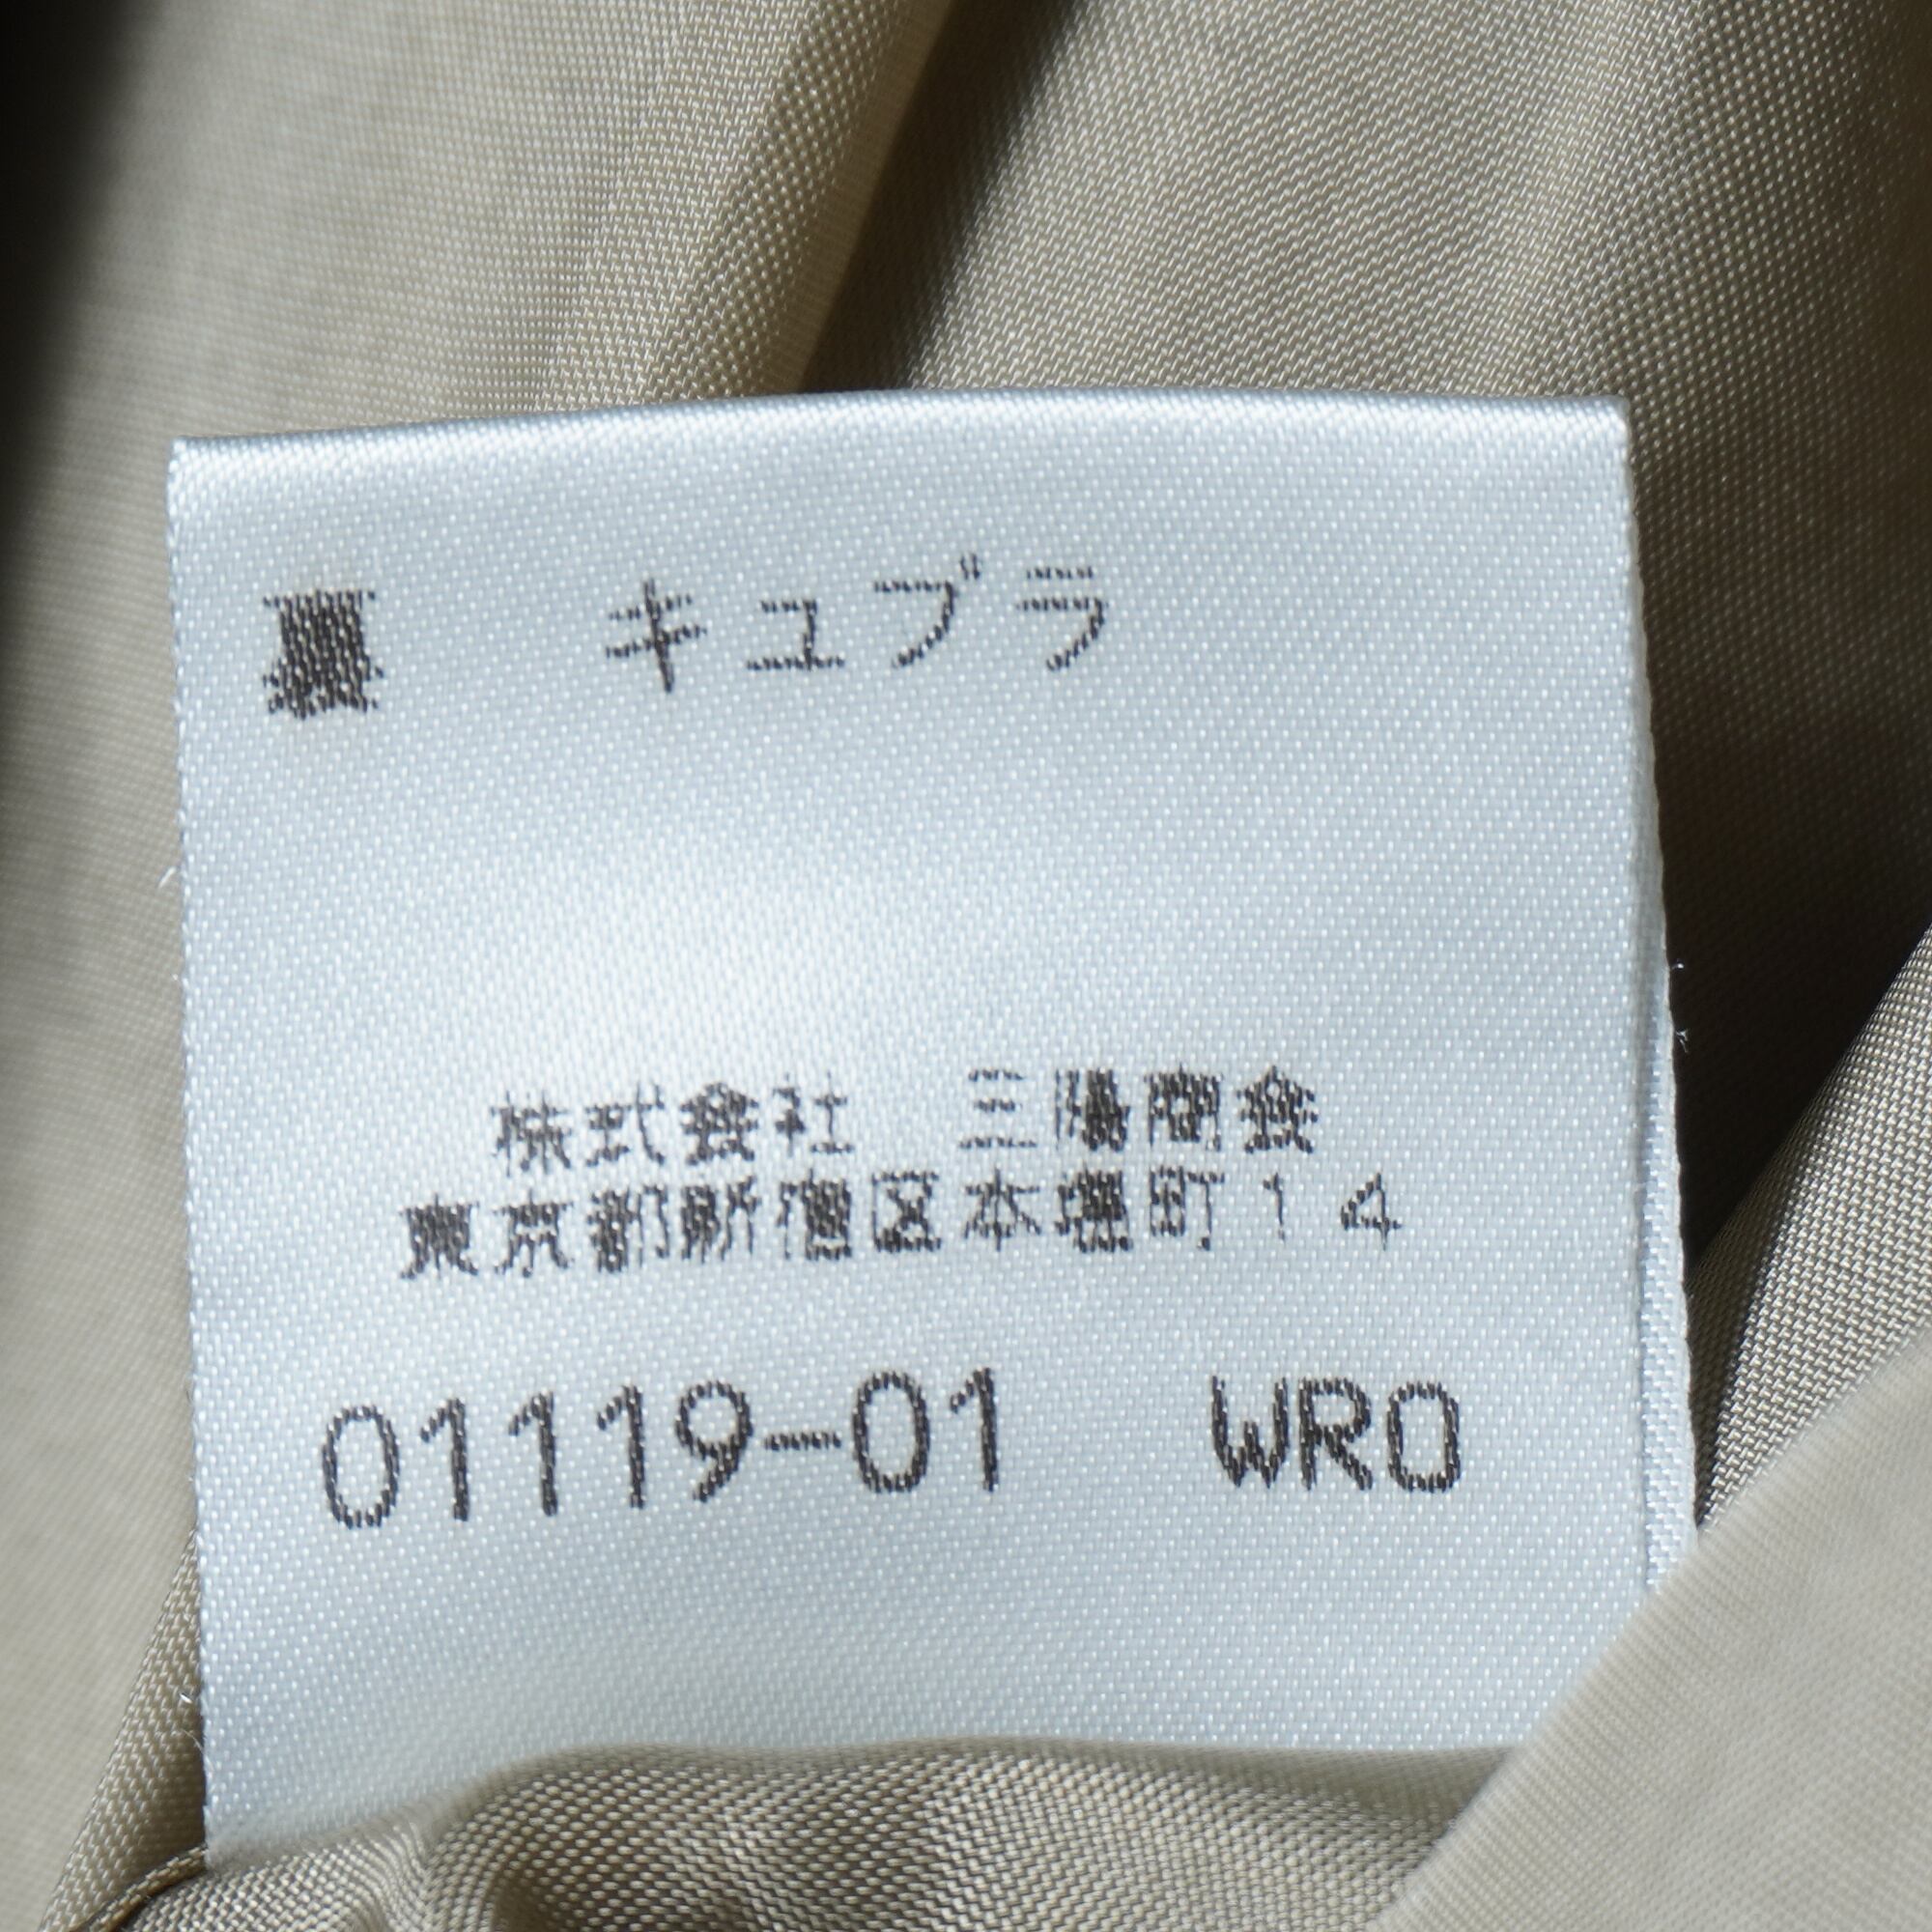 裏　キュプラ
株式会社　三陽商会
東京都新宿区本塩町14
01119-01　WRO